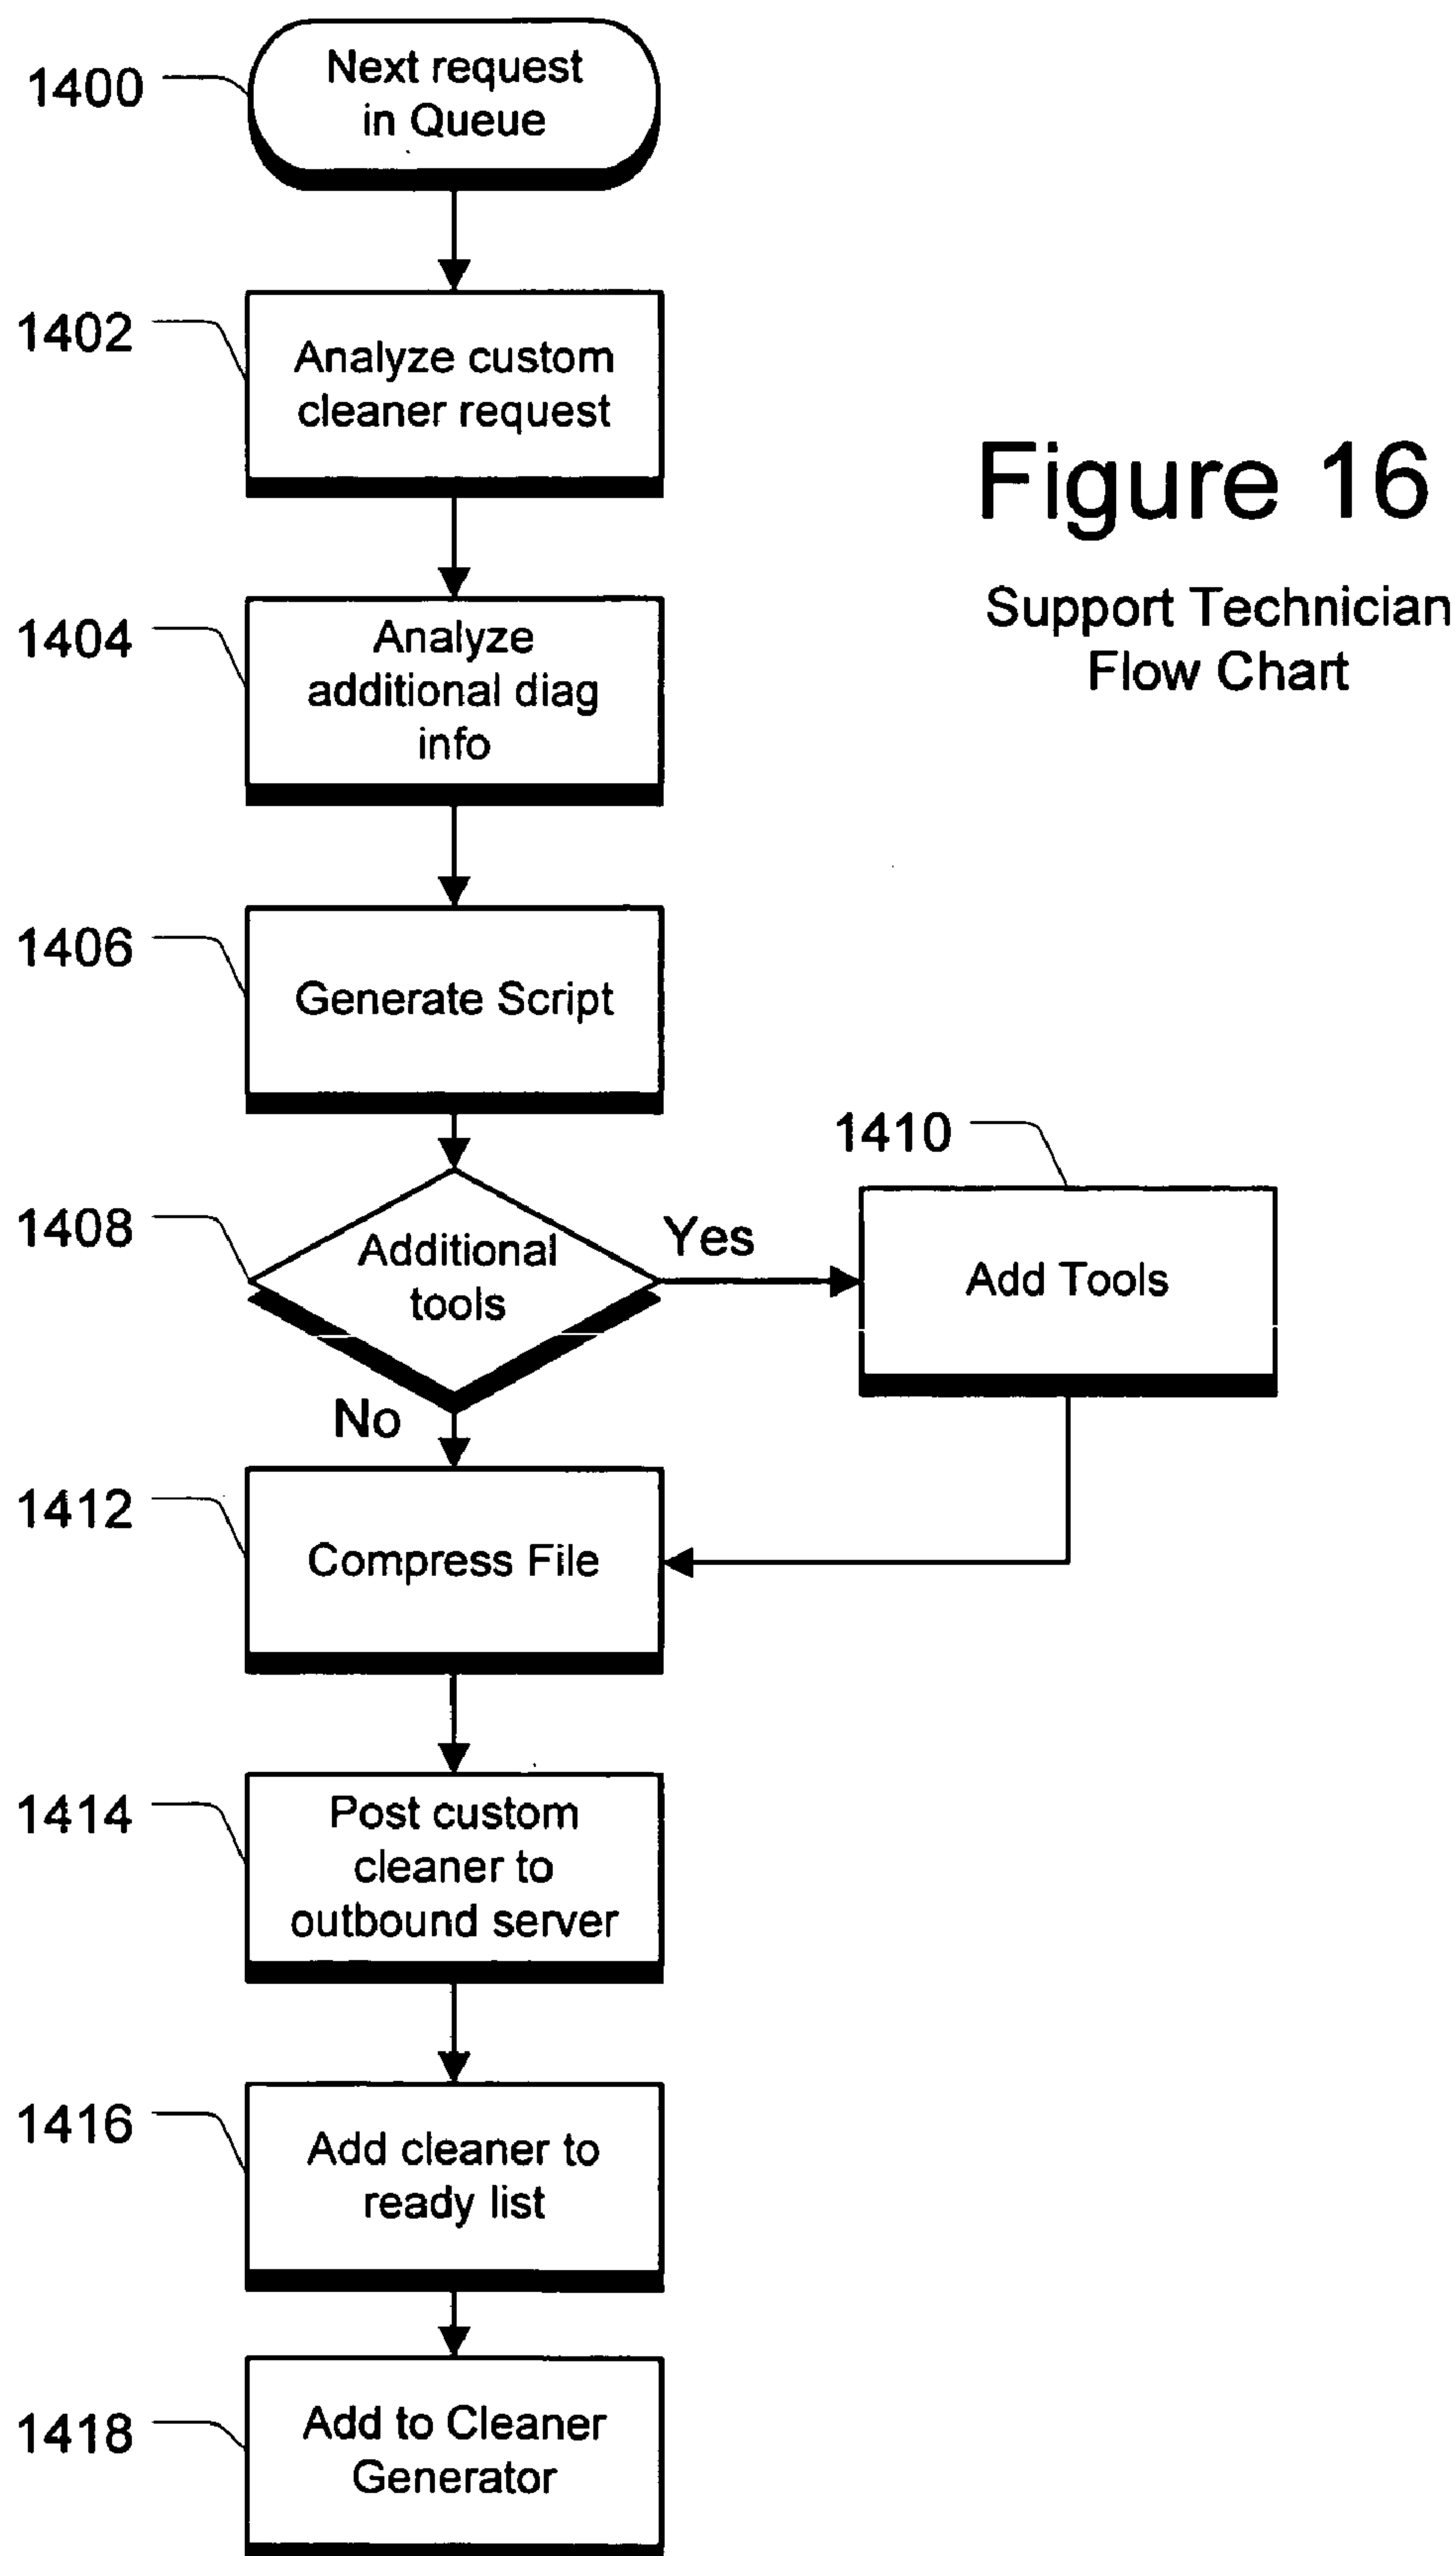 1400
Next request
in Queue
1402
Analyze custom
cleaner request
Figure 16
Support Technician
Flow Chart
1404
Analyze
additional diag
info
1406
Generate Script
1408
Additional
tools
Yes
1410
Add Tools
No
1412
Compress File
1414
Post custom
cleaner to
outbound server
1416
Add cleaner to
ready list
1418
Add to Cleaner
Generator